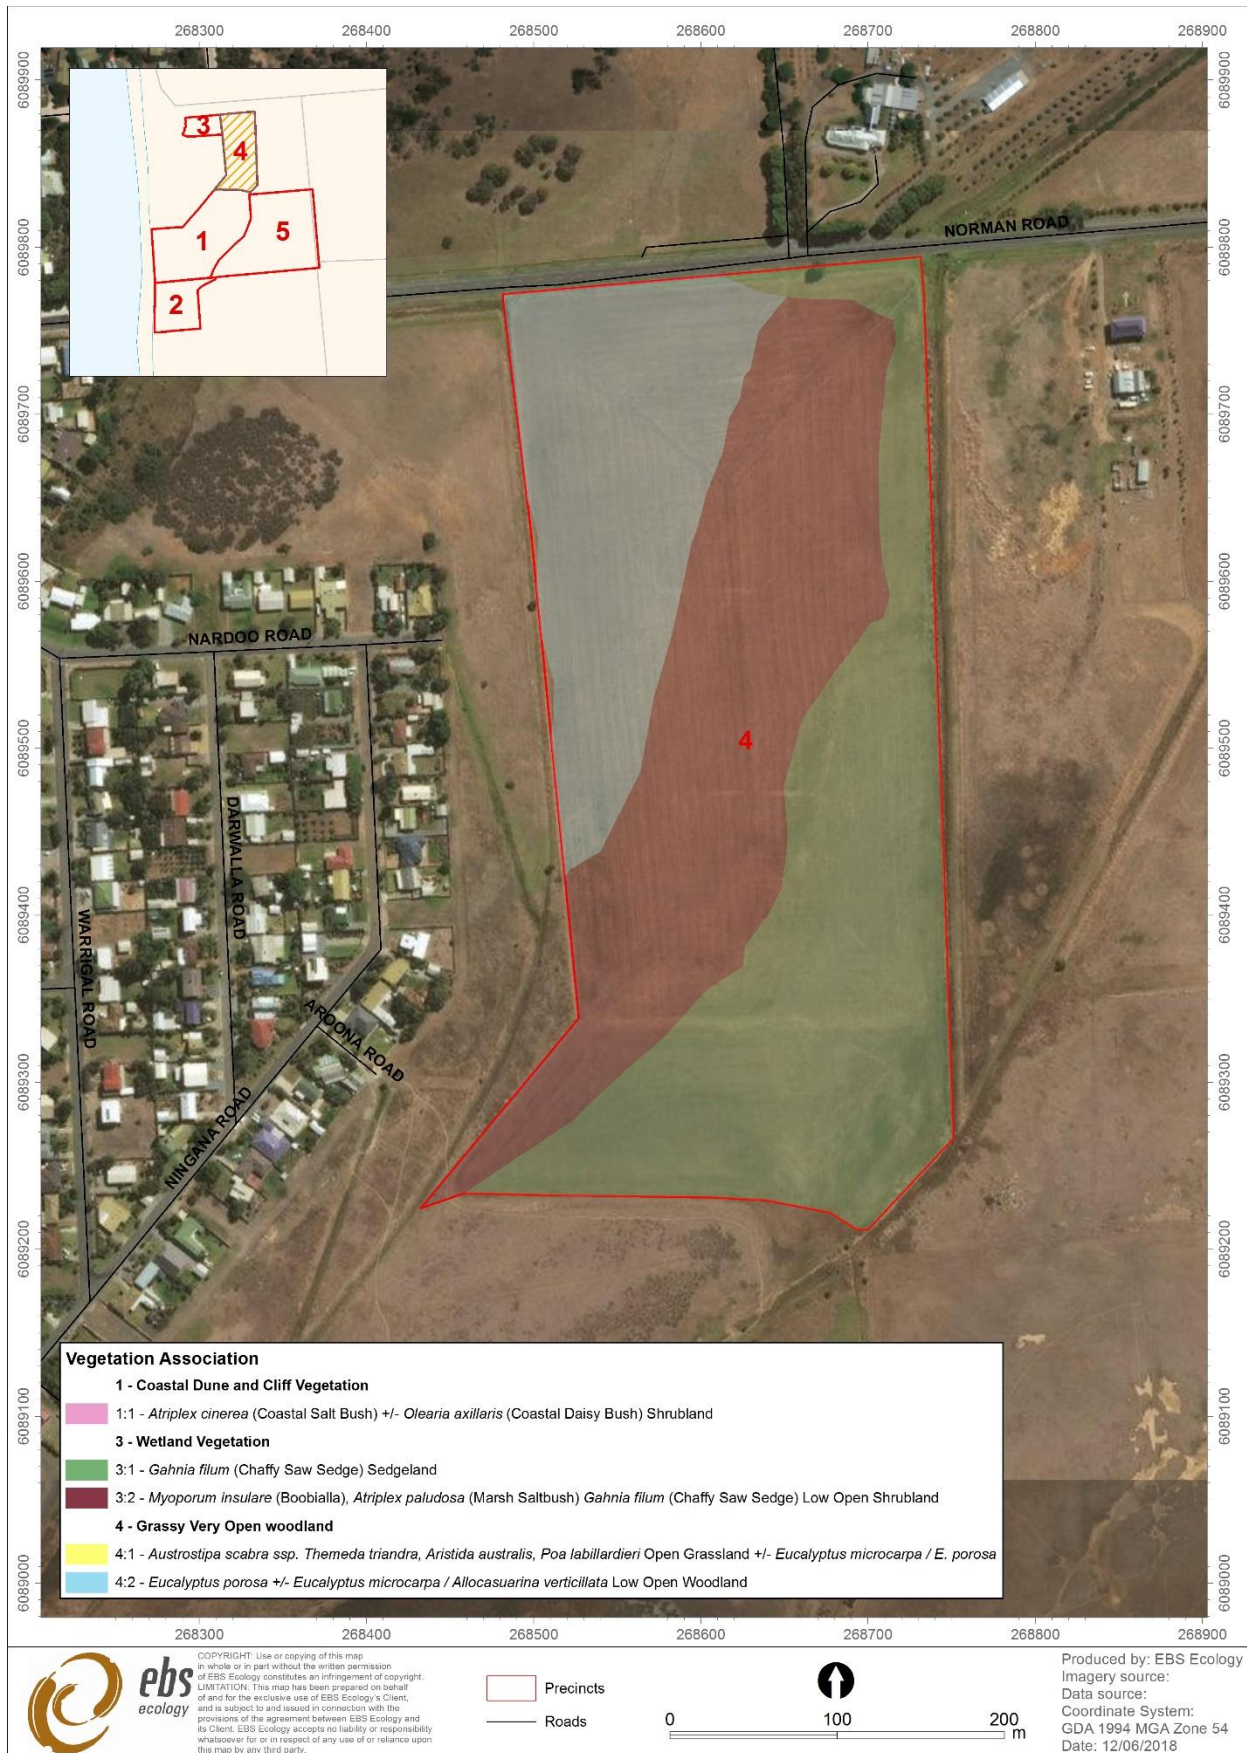 268300 268400 268500 268600 268700 268800 268900
6089900 6089900
3
4
1
5
2
NORMAN ROAD
6089800 6089800
6089700 6089700
6089600 6089600
NARDOO ROAD
6089500 6089500
4
DARWALLA ROAD
WARRIGAL ROAD
6089400 6089400
AROONA ROAD
6089300 6089300
NINGANA ROAD
6089200 6089200
6089100 6089100
6089000 6089000
Vegetation Association
1 - Coastal Dune and Cliff Vegetation
1:1 - Atriplex cinerea (Coastal Salt Bush) +/- Olearia axillaris (Coastal Daisy Bush) Shrubland
3 - Wetland Vegetation
3:1 - Gahnia filum (Chaffy Saw Sedge) Sedgeland
3:2 - Myoporum insulare (Boobialla), Atriplex paludosa (Marsh Saltbush) Gahnia filum (Chaffy Saw Sedge) Low Open Shrubland
4 - Grassy Very Open woodland
4:1 - Austrostipa scabra ssp. Themeda triandra, Aristida australis, Poa labillardieri Open Grassland +/- Eucalyptus microcarpa / E. porosa
4:2 - Eucalyptus porosa +/- Eucalyptus microcarpa / Allocasuarina verticillata Low Open Woodland
268300 268400 268500 268600 268700 268800 268900
ebs
ecology
COPYRIGHT: Use or copying of this map
in whole or in part without the written permission
of EBS Ecology constitutes an infringement of copyright.
LIMITATION: This map has been prepared on behalf
of and for the exclusive use of EBS Ecology's Client,
and is subject to and issued in connection with the
provisions of the agreement between EBS Ecology and
its Client. EBS Ecology accepts no liability or responsibility
whatsoever for or in respect of any use of or reliance upon
this map by any third party.
Precincts
Roads
0 100 200
m
Produced by: EBS Ecology
Imagery source:
Data source:
Coordinate System:
GDA 1994 MGA Zone 54
Date: 12/06/2018